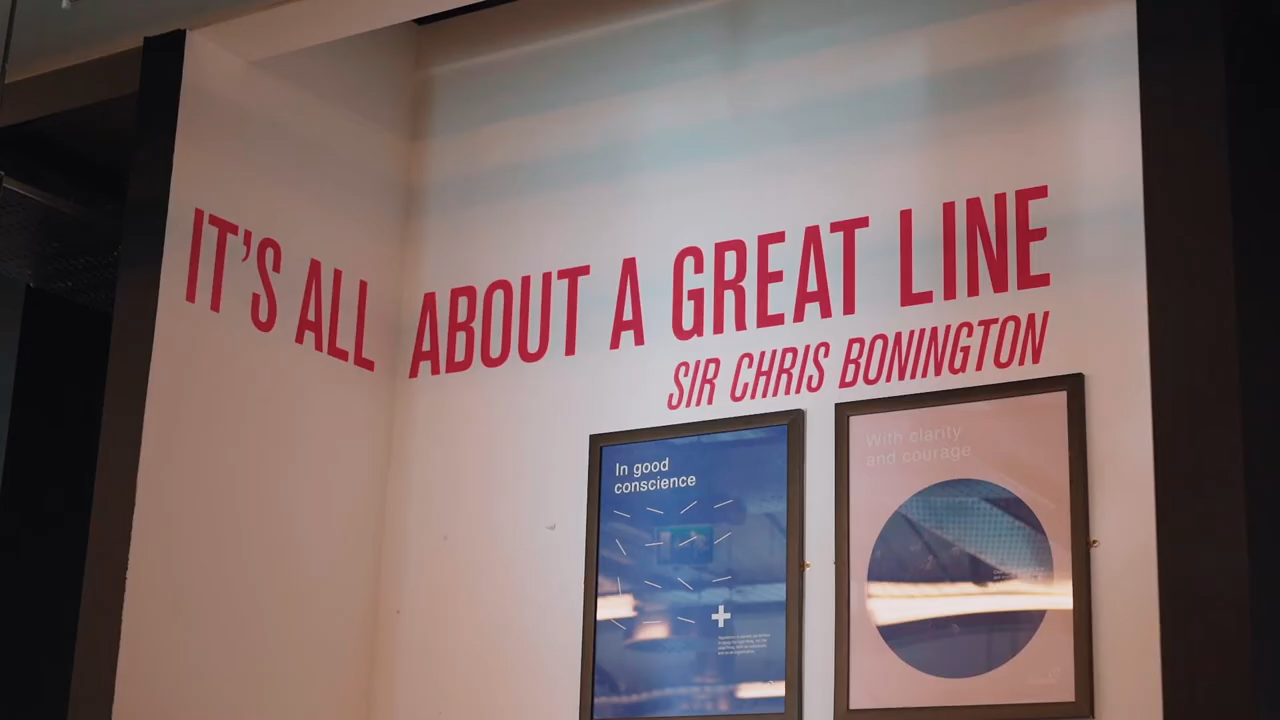 IT'S ALL ABOUT A GREAT LINE
SIR CHRIS BONINGTON
In good
conscience
With clarity
and courage